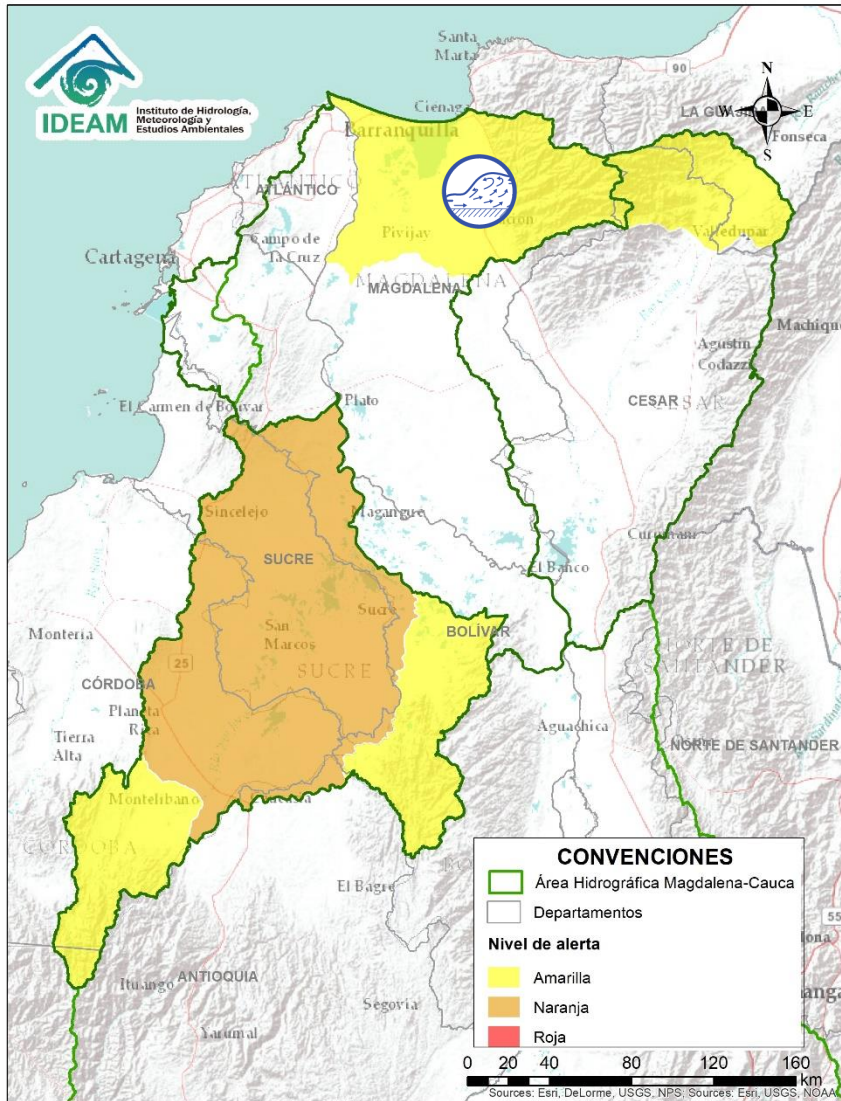 Santa
Marta
90
N
W E
S
IDEAM
Instituto de Hidrología,
Meteorología y
Estudios Ambientales
Ciénaga
LA GUAJIRA
Barranquilla
Fonseca
ATLÁNTICO
Pivijay
Valledupar
Campo de
la Cruz
Cartagena
MAGDALENA
MAGDALENA
Machiques
Agustín
Codazzi
El Carmen de Bolívar
Plato
CESAR
CESAR
Sincelejo
Magangué
Curumaní
SUCRE
El Banco
Sucre
Montería
San
Marcos
BOLÍVAR
NORTE DE
SANTANDER
25
SUCRE
CÓRDOBA
Planeta
Rica
Aguachica
Tierra
Alta
NORTE DE SANTANDER
Montelíbano
CÓRDOBA
CONVENCIONES
Área Hidrográfica Magdalena-Cauca
El Bagre
Departamentos
55
Nivel de alerta
Amarilla
Ituango
ANTIOQUIA
Naranja
Segovia
Roja
Yarumal
0 20 40 80 120 160
km
Sources: Esri, DeLorme, USGS, NPS; Sources: Esri, USGS, NOAA